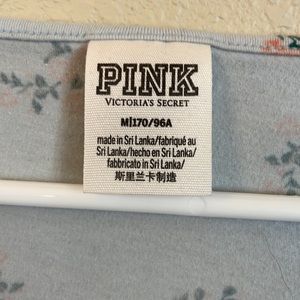 PINK
VICTORIA'S SECRET
M|170/96A
made in Sri Lanka/fabriqué au
Sri Lanka/hecho en Sri Lanka/
fabbricato in Sri Lanka/
斯里兰卡制造